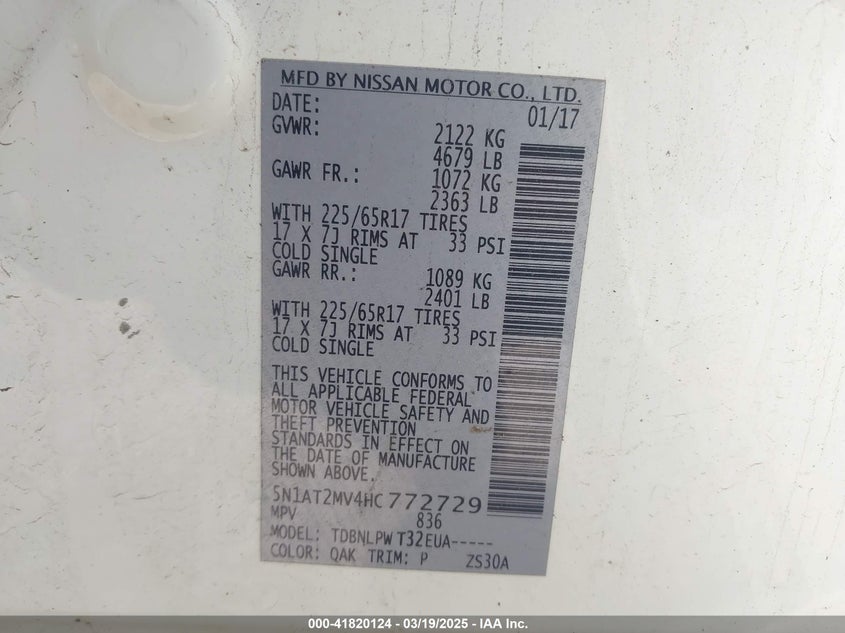 MFD BY NISSAN MOTOR CO., LTD.
DATE: 01/17
GVWR: 2122 KG
4679 LB
GAWR FR.: 1072 KG
2363 LB
WITH 225/65R17 TIRES
17 X 7J RIMS AT 33 PSI
COLD SINGLE
GAWR RR.: 1089 KG
2401 LB
WITH 225/65R17 TIRES
17 X 7J RIMS AT 33 PSI
COLD SINGLE
THIS VEHICLE CONFORMS TO
ALL APPLICABLE FEDERAL
MOTOR VEHICLE SAFETY AND
THEFT PREVENTION
STANDARDS IN EFFECT ON
THE DATE OF MANUFACTURE
SHOWN ABOVE.
5N1AT2MV4HC772729
MPV 836
MODEL: TDBNLPW T32EUA-----
COLOR: QAK TRIM: P ZS30A
000-41820124 — 03/19/2025 — IAA Inc.